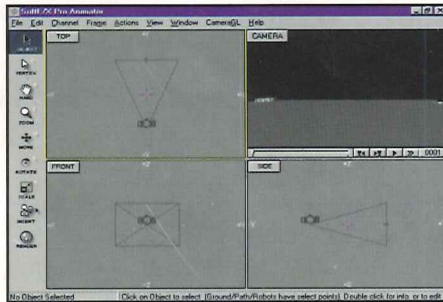 SoftF/X Pro Animator
File Edit Channel Frame Actions View Window CameraGL Help
OBJECT
VERTEX
HAND
ZOOM
MOVE
ROTATE
SCALE
INSERT
RENDER
TOP
CAMERA
0001
FRONT
SIDE
No Object Selected
Click on Object to select. (Ground/Path/Robots have select points). Double click for info. or to edit